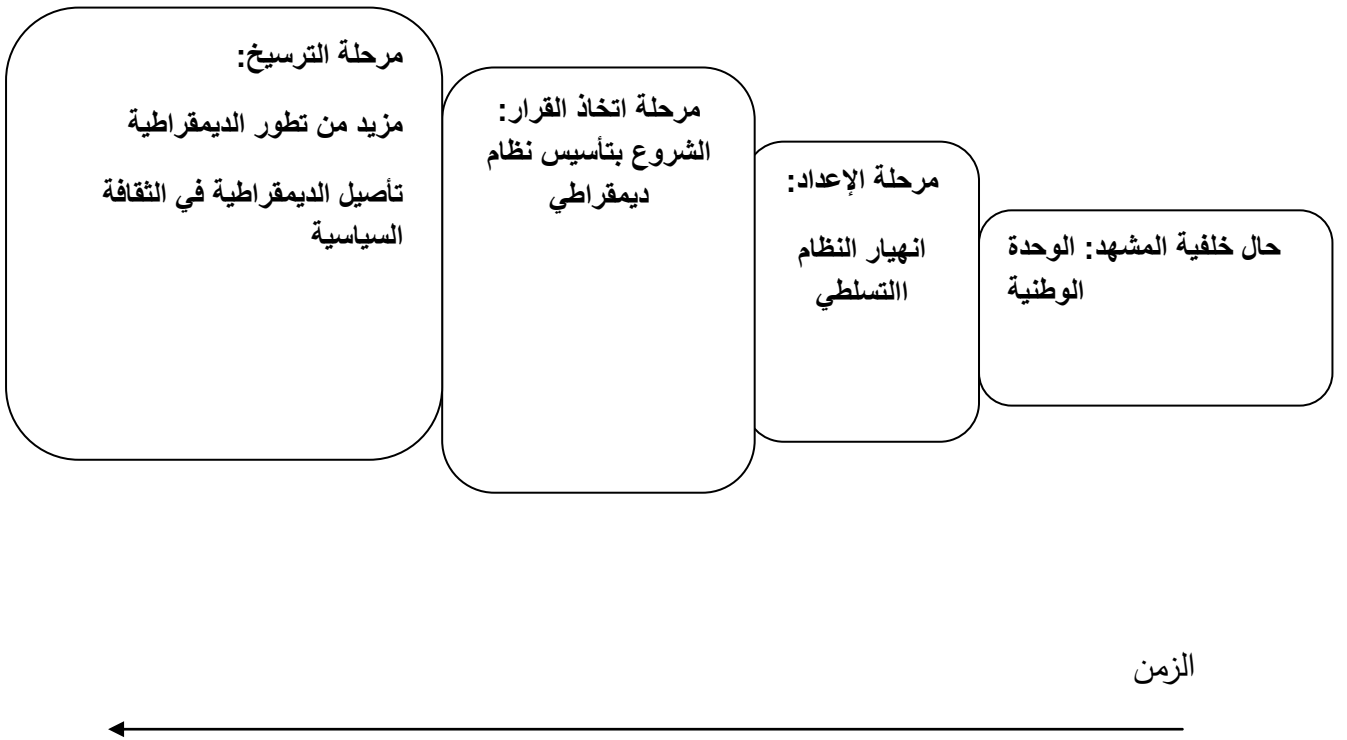 حال خلفية المشهد: الوحدة
الوطنية
مرحلة الإعداد:
انهيار النظام
االتسلطي
مرحلة اتخاذ القرار:
الشروع بتأسيس نظام
ديمقراطي
مرحلة الترسيخ:
مزيد من تطور الديمقراطية
تأصيل الديمقراطية في الثقافة
السياسية
الزمن